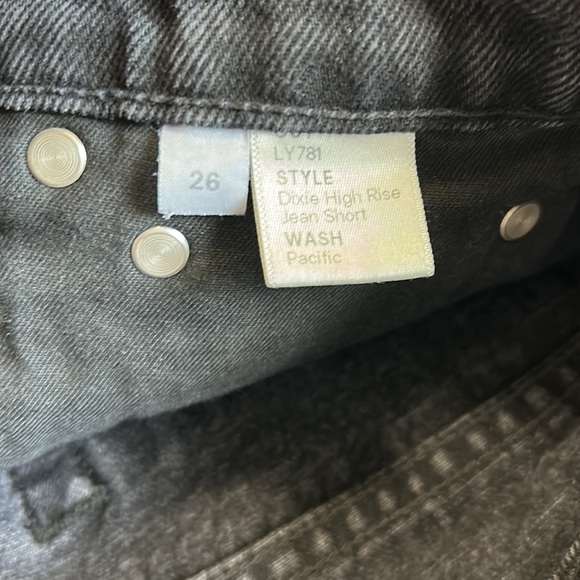 26
LY781
STYLE
Dixie High Rise
Jean Short
WASH
Pacific